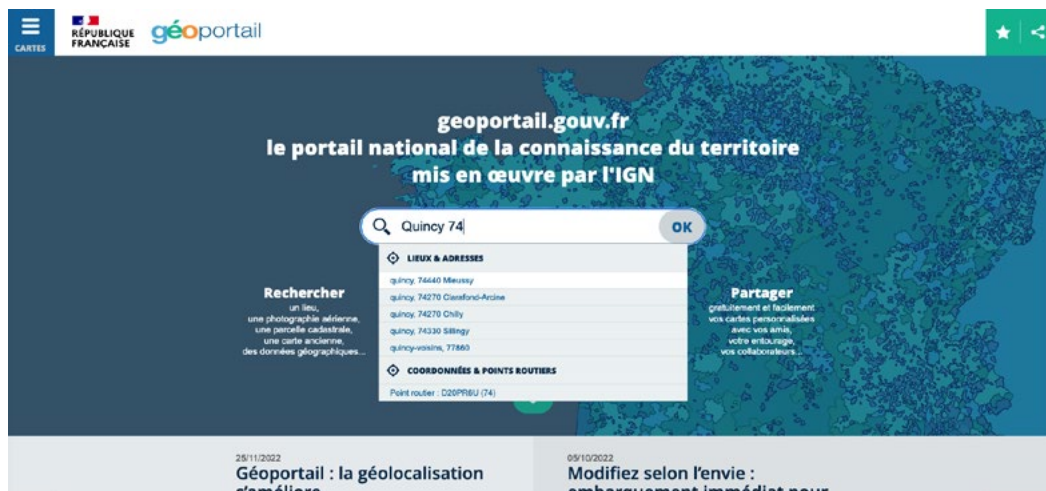 CARTES
RÉPUBLIQUE
FRANÇAISE
géoportail
geoportail.gouv.fr
le portail national de la connaissance du territoire
mis en œuvre par l'IGN
Quincy 74
OK
LIEUX & ADRESSES
quincy, 74440 Mieussy
quincy, 74270 Clarafond-Arcine
quincy, 74270 Chilly
quincy, 74330 Sillingy
quincy-voisins, 77860
COORDONNÉES & POINTS ROUTIERS
Point routier : D20PR6U (74)
Rechercher
un lieu,
une photographie aérienne,
une parcelle cadastrale,
une carte ancienne,
des données géographiques...
Partager
gratuitement et facilement
vos cartes personnalisées
avec vos amis,
votre entourage,
vos collaborateurs...
25/11/2022
Géoportail : la géolocalisation
s'améliore
05/10/2022
Modifiez selon l'envie :
embarquement immédiat pour